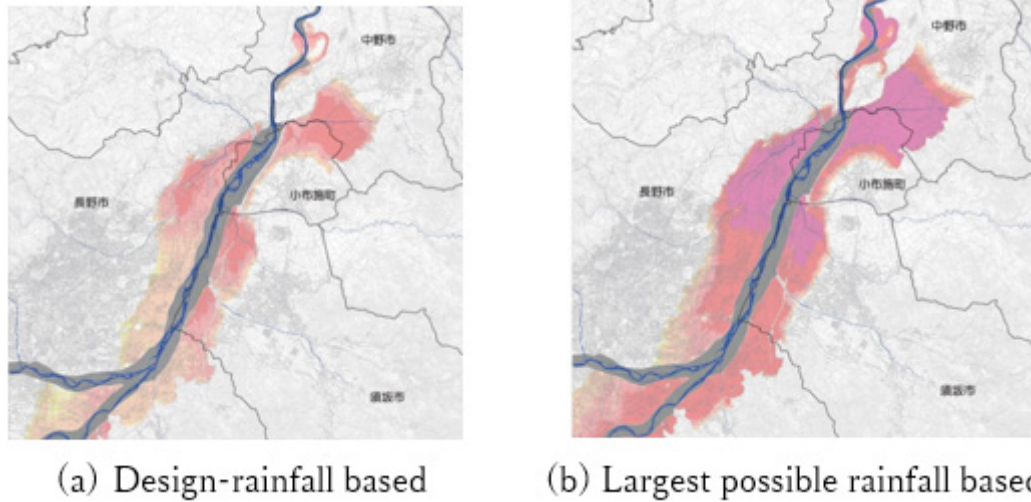 中野市
長野市
小布施町
須坂市
(a) Design-rainfall based
中野市
長野市
小布施町
須坂市
(b) Largest possible rainfall based